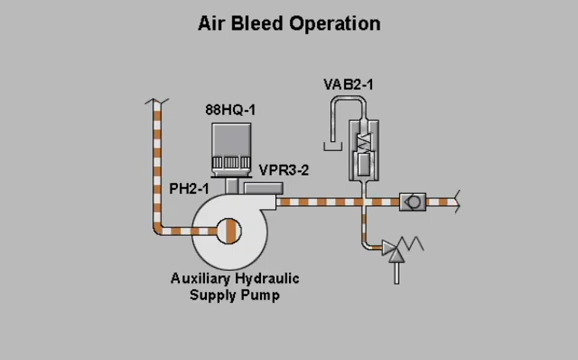 Air Bleed Operation
VAB2-1
88HQ-1
VPR3-2
PH2-1
Auxiliary Hydraulic
Supply Pump